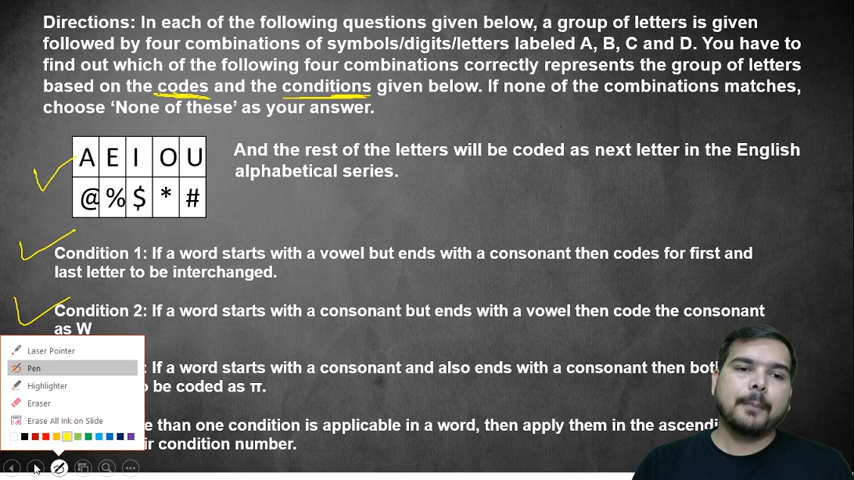 Directions: In each of the following questions given below, a group of letters is given
followed by four combinations of symbols/digits/letters labeled A, B, C and D. You have to
find out which of the following four combinations correctly represents the group of letters
based on the codes and the conditions given below. If none of the combinations matches,
choose ‘None of these’ as your answer.
A E I O U
@ % $ * #
And the rest of the letters will be coded as next letter in the English
alphabetical series.
Condition 1: If a word starts with a vowel but ends with a consonant then codes for first and
last letter to be interchanged.
Condition 2: If a word starts with a consonant but ends with a vowel then code the consonant
as W
: If a word starts with a consonant and also ends with a consonant then
be coded as π.
than one condition is applicable in a word, then apply them in the
condition number.
Laser Pointer
Pen
Highlighter
Eraser
Erase All Ink on Slide